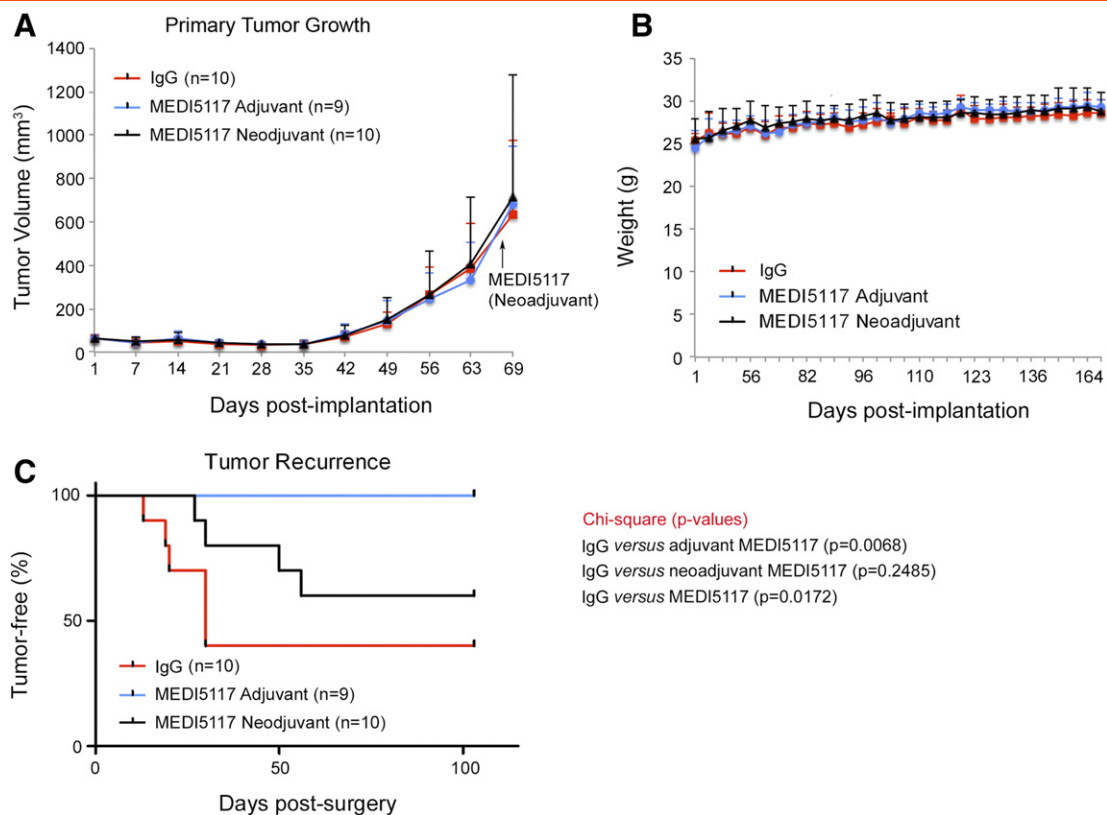 A
Primary Tumor Growth
1400
1200
1000
800
600
400
200
0
Tumor Volume (mm³)
IgG (n=10)
MEDI5117 Adjuvant (n=9)
MEDI5117 Neodjuvant (n=10)
MEDI5117
(Neoadjuvant)
1 7 14 21 28 35 42 49 56 63 69
Days post-implantation
B
35
30
25
20
15
10
5
0
Weight (g)
IgG
MEDI5117 Adjuvant
MEDI5117 Neoadjuvant
1 56 82 96 110 123 136 164
Days post-implantation
C
Tumor Recurrence
100
50
0
Tumor-free (%)
IgG (n=10)
MEDI5117 Adjuvant (n=9)
MEDI5117 Neodjuvant (n=10)
0 50 100
Days post-surgery
Chi-square (p-values)
IgG versus adjuvant MEDI5117 (p=0.0068)
IgG versus neoadjuvant MEDI5117 (p=0.2485)
IgG versus MEDI5117 (p=0.0172)